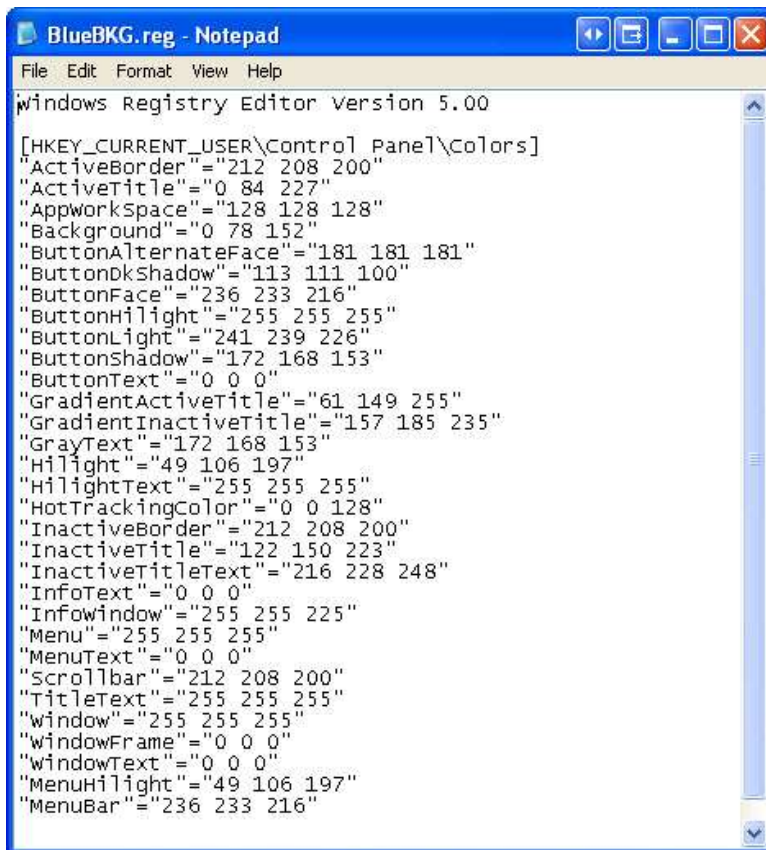 BlueBKG.reg - Notepad
File Edit Format View Help
Windows Registry Editor Version 5.00
[HKEY_CURRENT_USER\Control Panel\Colors]
"ActiveBorder"="212 208 200"
"ActiveTitle"="0 84 227"
"AppWorkSpace"="128 128 128"
"Background"="0 78 152"
"ButtonAlternateFace"="181 181 181"
"ButtonDkShadow"="113 111 100"
"ButtonFace"="236 233 216"
"ButtonHilight"="255 255 255"
"ButtonLight"="241 239 226"
"ButtonShadow"="172 168 153"
"ButtonText"="0 0 0"
"GradientActiveTitle"="61 149 255"
"GradientInactiveTitle"="157 185 235"
"GrayText"="172 168 153"
"Hilight"="49 106 197"
"HilightText"="255 255 255"
"HotTrackingColor"="0 0 128"
"InactiveBorder"="212 208 200"
"InactiveTitle"="122 150 223"
"InactiveTitleText"="216 228 248"
"InfoText"="0 0 0"
"InfoWindow"="255 255 225"
"Menu"="255 255 255"
"MenuText"="0 0 0"
"Scrollbar"="212 208 200"
"TitleText"="255 255 255"
"Window"="255 255 255"
"WindowFrame"="0 0 0"
"WindowText"="0 0 0"
"MenuHilight"="49 106 197"
"MenuBar"="236 233 216"